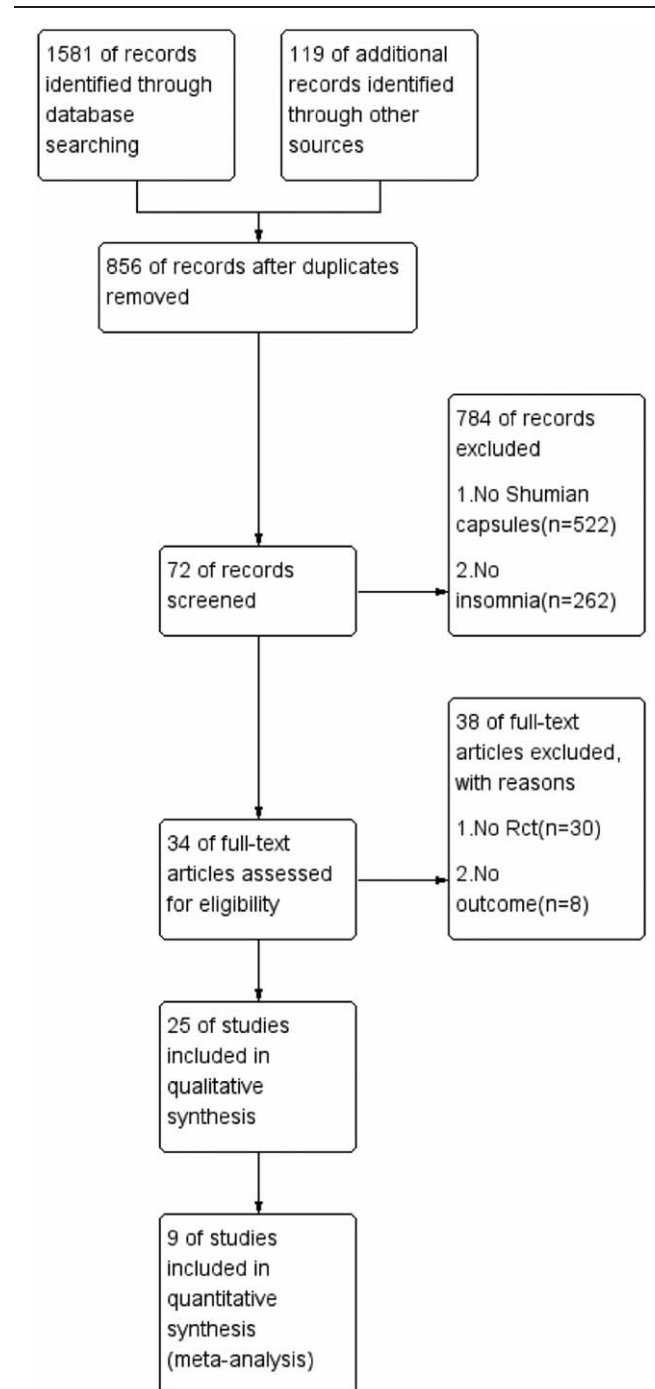 1581 of records
identified through
database
searching
119 of additional
records identified
through other
sources
856 of records after duplicates
removed
784 of records
excluded
1.No Shumian
capsules(n=522)
2.No
insomnia(n=262)
72 of records
screened
38 of full-text
articles excluded,
with reasons
1.No Rct(n=30)
2.No
outcome(n=8)
34 of full-text
articles assessed
for eligibility
25 of studies
included in
qualitative
synthesis
9 of studies
included in
quantitative
synthesis
(meta-analysis)